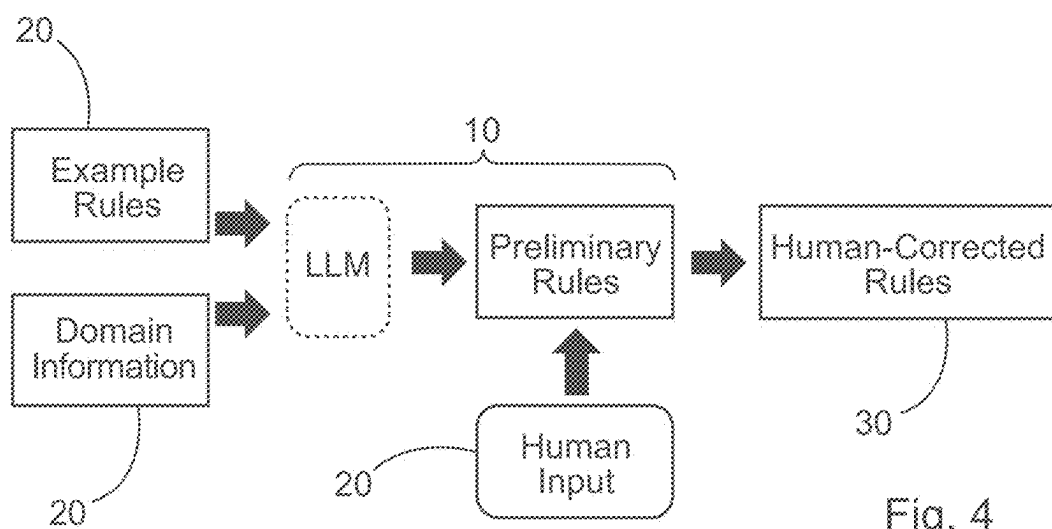 20
10
Example
Rules
LLM
Preliminary
Rules
Human-Corrected
Rules
Domain
Information
20
20
Human
Input
30
Fig. 4